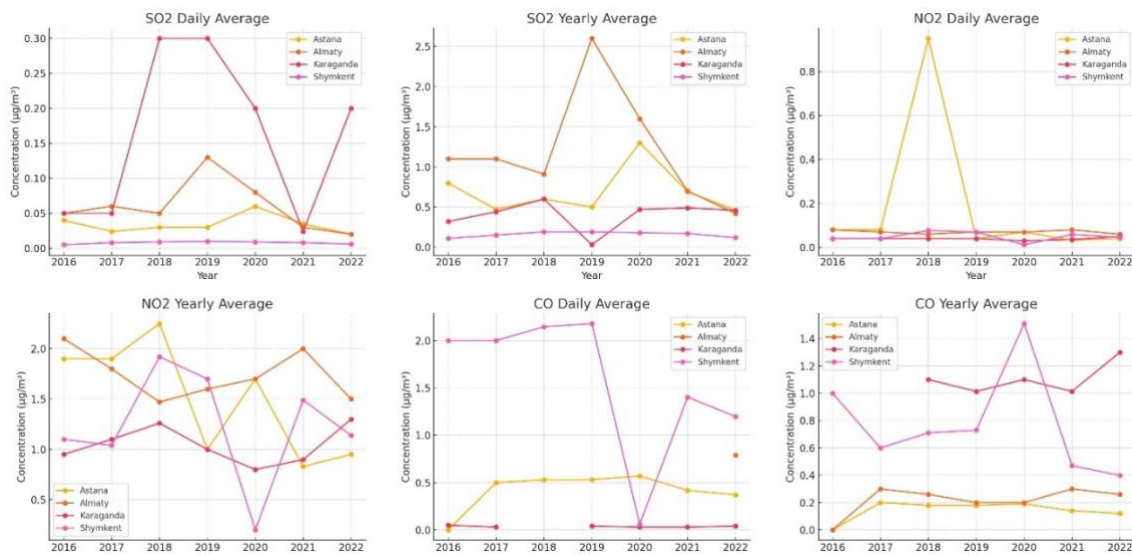 SO2 Daily Average
Concentration (µg/m³)
0.30
0.25
0.20
0.15
0.10
0.05
0.00
Astana
Almaty
Karaganda
Shymkent
2016 2017 2018 2019 2020 2021 2022
Year
SO2 Yearly Average
Concentration (µg/m³)
2.5
2.0
1.5
1.0
0.5
0.0
Astana
Almaty
Karaganda
Shymkent
2016 2017 2018 2019 2020 2021 2022
Year
NO2 Daily Average
Concentration (µg/m³)
0.8
0.6
0.4
0.2
0.0
Astana
Almaty
Karaganda
Shymkent
2016 2017 2018 2019 2020 2021 2022
Year
NO2 Yearly Average
Concentration (µg/m³)
2.0
1.5
1.0
0.5
Astana
Almaty
Karaganda
Shymkent
2016 2017 2018 2019 2020 2021 2022
CO Daily Average
Concentration (µg/m³)
2.0
1.5
1.0
0.5
0.0
Astana
Almaty
Karaganda
Shymkent
2016 2017 2018 2019 2020 2021 2022
CO Yearly Average
Concentration (µg/m³)
1.4
1.2
1.0
0.8
0.6
0.4
0.2
0.0
Astana
Almaty
Karaganda
Shymkent
2016 2017 2018 2019 2020 2021 2022